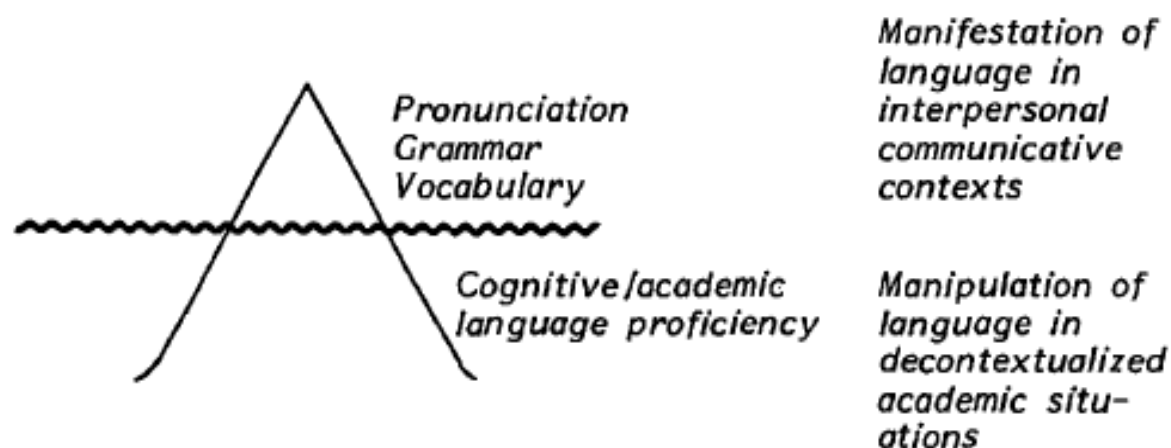 Pronunciation
Grammar
Vocabulary
Manifestation of
language in
interpersonal
communicative
contexts
Cognitive/academic
language proficiency
Manipulation of
language in
decontextualized
academic situ-
ations